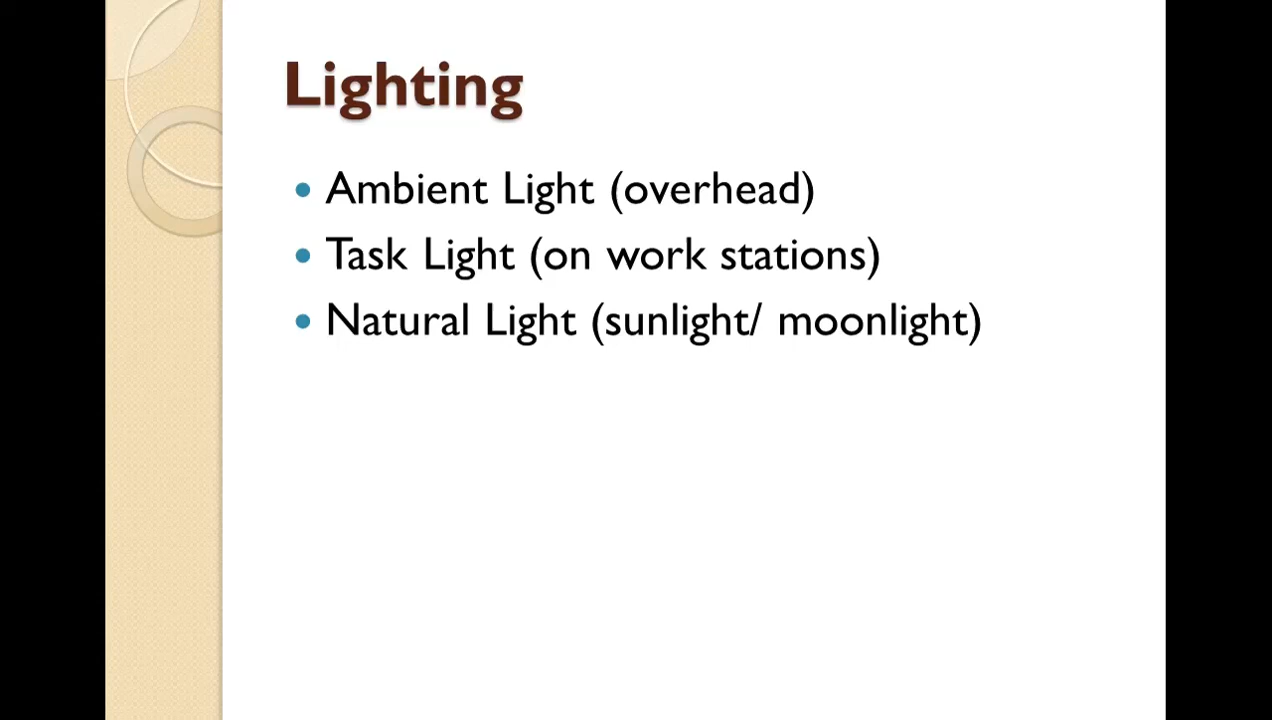 Lighting
• Ambient Light (overhead)
• Task Light (on work stations)
• Natural Light (sunlight/ moonlight)